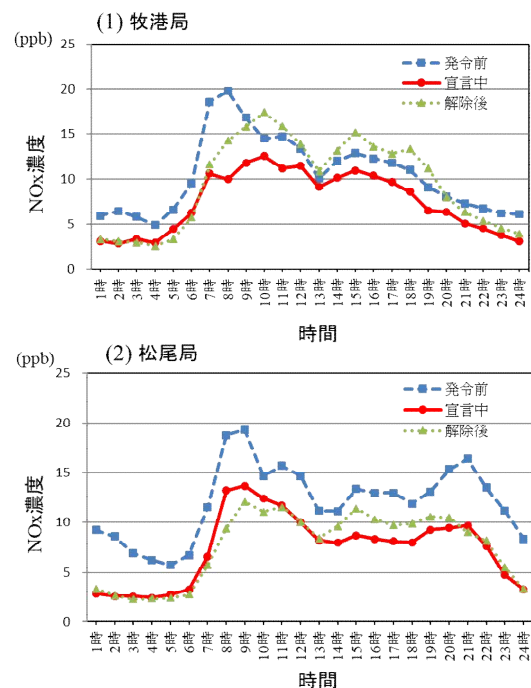 (ppb)
(1) 牧港局
25
20
15
10
5
0
NOx濃度
発令前
宣言中
解除後
1時 2時 3時 4時 5時 6時 7時 8時 9時 10時 11時 12時 13時 14時 15時 16時 17時 18時 19時 20時 21時 22時 23時 24時
時間
(ppb)
(2) 松尾局
25
20
15
10
5
0
NOx濃度
発令前
宣言中
解除後
1時 2時 3時 4時 5時 6時 7時 8時 9時 10時 11時 12時 13時 14時 15時 16時 17時 18時 19時 20時 21時 22時 23時 24時
時間